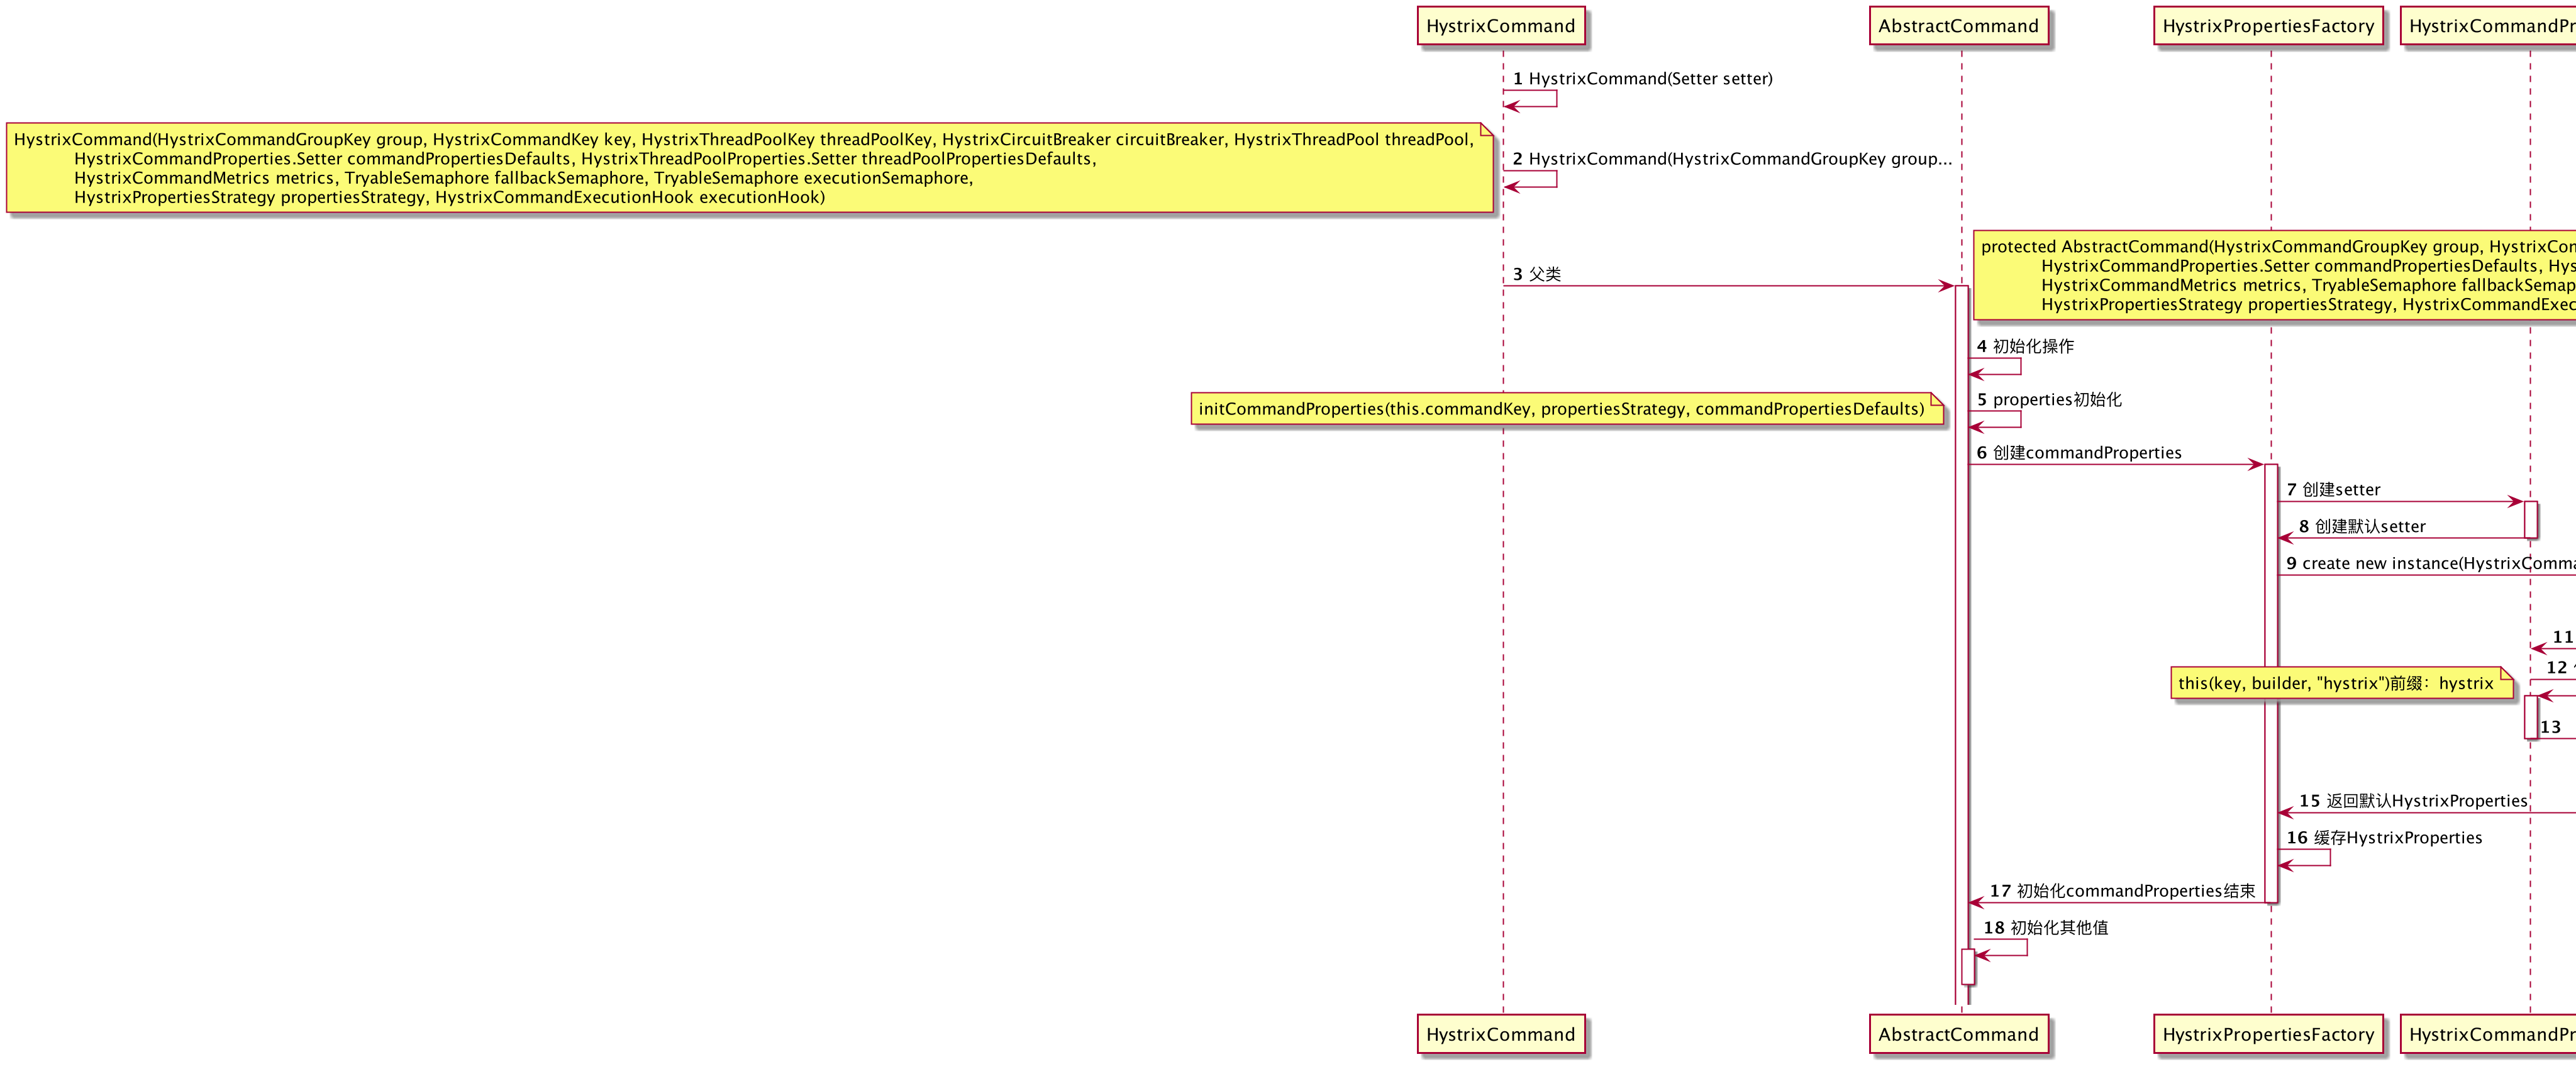 HystrixCommand
AbstractCommand
HystrixPropertiesFactory
1 HystrixCommand(Setter setter)
HystrixCommand(HystrixCommandGroupKey group, HystrixCommandKey key, HystrixThreadPoolKey threadPoolKey, HystrixCircuitBreaker circuitBreaker, HystrixThreadPool threadPool,
HystrixCommandProperties.Setter commandPropertiesDefaults, HystrixThreadPoolProperties.Setter threadPoolPropertiesDefaults,
HystrixCommandMetrics metrics, TryableSemaphore fallbackSemaphore, TryableSemaphore executionSemaphore,
HystrixPropertiesStrategy propertiesStrategy, HystrixCommandExecutionHook executionHook)
2 HystrixCommand(HystrixCommandGroupKey group...
3 父类
protected AbstractCommand(HystrixCommandGroupKey group,
HystrixCommandProperties.Setter commandPropertiesDefaults,
HystrixCommandMetrics metrics, TryableSemaphore
HystrixPropertiesStrategy propertiesStrategy,
4 初始化操作
initCommandProperties(this.commandKey, propertiesStrategy, commandPropertiesDefaults)
5 properties初始化
6 创建commandProperties
7 创建setter
8 创建默认setter
9 create new instance(
11
12
this(key, builder, "hystrix")前缀：hystrix
13
15 返回默认HystrixProperties
16 缓存HystrixProperties
17 初始化commandProperties结束
18 初始化其他值
HystrixCommand
AbstractCommand
HystrixPropertiesFactory